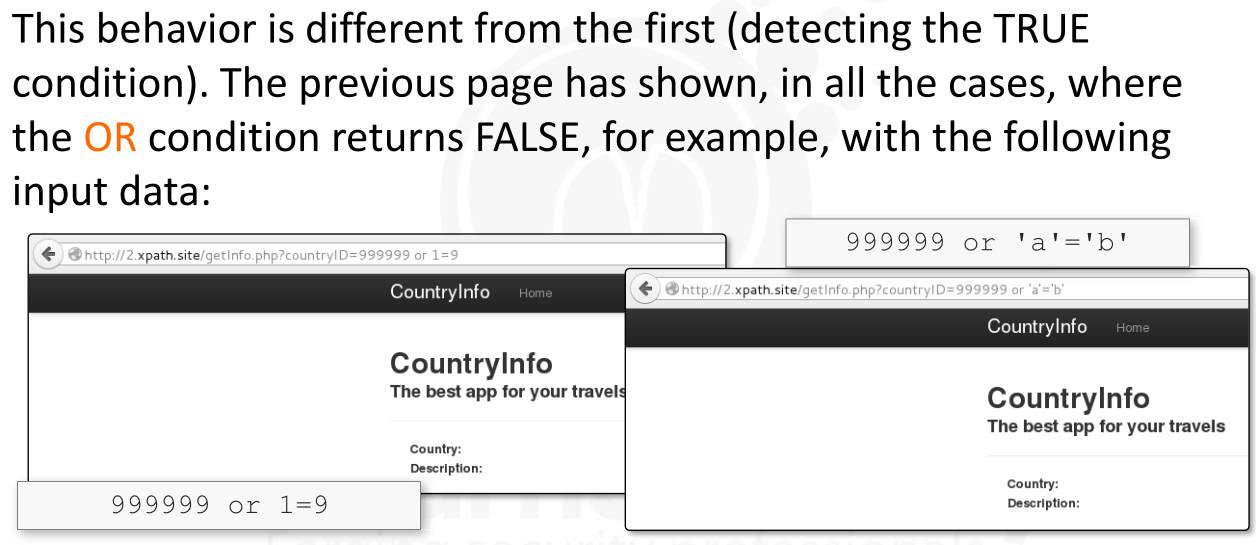 This behavior is different from the first (detecting the TRUE
condition). The previous page has shown, in all the cases, where
the OR condition returns FALSE, for example, with the following
input data:
999999 or 'a'='b'
http://2.xpath.site/getInfo.php?countryID=999999 or 1=9
CountryInfo Home
CountryInfo
The best app for your travels
Country:
Description:
999999 or 1=9
http://2.xpath.site/getInfo.php?countryID=999999 or 'a'='b'
CountryInfo Home
CountryInfo
The best app for your travels
Country:
Description: